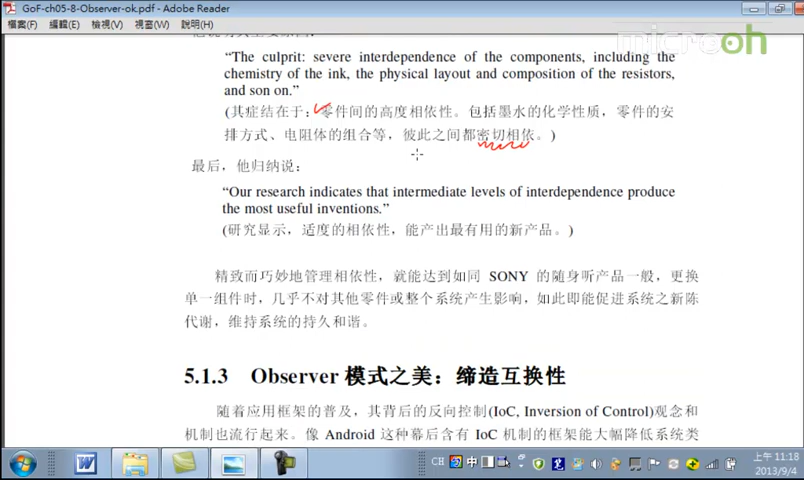 GoF-ch05-8-Observer-ok.pdf - Adobe Reader
檔案(F) 編輯(E) 檢視(V) 視窗(W) 說明(H)
microoh
“The culprit: severe interdependence of the components, including the
chemistry of the ink, the physical layout and composition of the resistors,
and son on.”
(其症结在于：零件间的高度相依性。包括墨水的化学性质，零件的安
排方式、电阻体的组合等，彼此之间都密切相依。)
最后，他归纳说：
“Our research indicates that intermediate levels of interdependence produce
the most useful inventions.”
(研究显示，适度的相依性，能产出最有用的新产品。)
精致而巧妙地管理相依性，就能达到如同 SONY 的随身听产品一般，更换
单一组件时，几乎不对其他零件或整个系统产生影响，如此即能促进系统之新陈
代谢，维持系统的持久和谐。
5.1.3 Observer 模式之美：缔造互换性
随着应用框架的普及，其背后的反向控制(IoC, Inversion of Control)观念和
机制也流行起来。像 Android 这种幕后含有 IoC 机制的框架能大幅降低系统类
CH 中
上午 11:18
2013/9/4